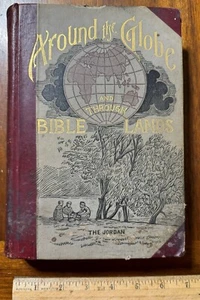 Around the Globe
AND
THROUGH
BIBLE LANDS
THE JORDAN